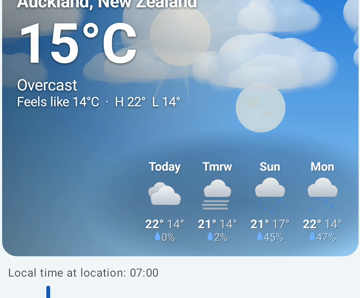 Auckland, New Zealand
15°C
Overcast
Feels like 14°C · H 22° L 14°
Today Tmrw Sun Mon
22° 14° 21° 14° 21° 17° 22° 14°
0% 2% 45% 47%
Local time at location: 07:00